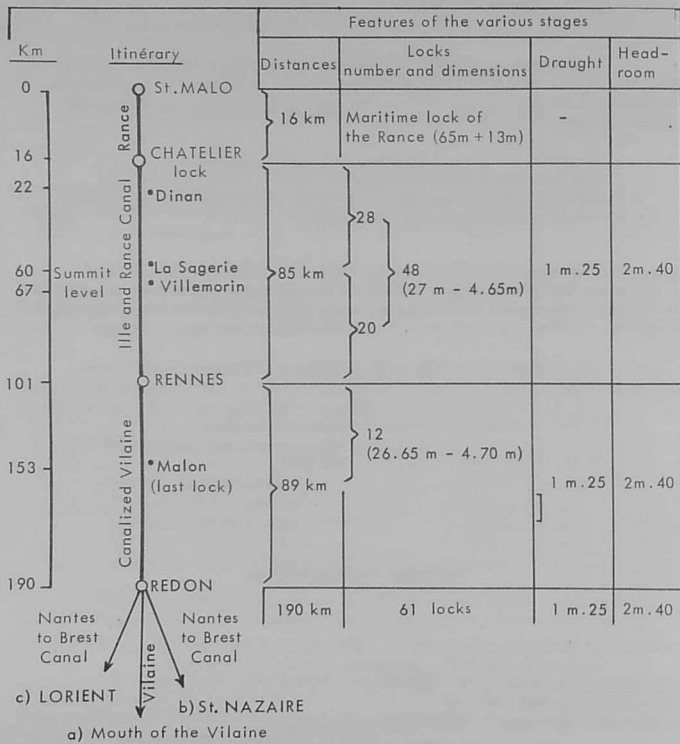 Features of the various stages
Km
Itinérary
Distances
Locks
number and dimensions
Draught
Head-
room
0
St. MALO
Rance
16 km
Maritime lock of
the Rance (65m + 13m)
-
16
CHATELIER
lock
22
Dinan
Ille and Rance Canal
28
60
Summit
level
La Sagerie
85 km
48
(27 m - 4.65m)
1 m.25
2m.40
67
Villemorin
20
101
RENNES
Canalized Vilaine
12
(26.65 m - 4.70 m)
153
Malon
(last lock)
89 km
1 m.25
2m.40
190
REDON
190 km
61 locks
1 m.25
2m.40
Nantes
to Brest
Canal
Nantes
to Brest
Canal
Vilaine
c) LORIENT
b) St. NAZAIRE
a) Mouth of the Vilaine